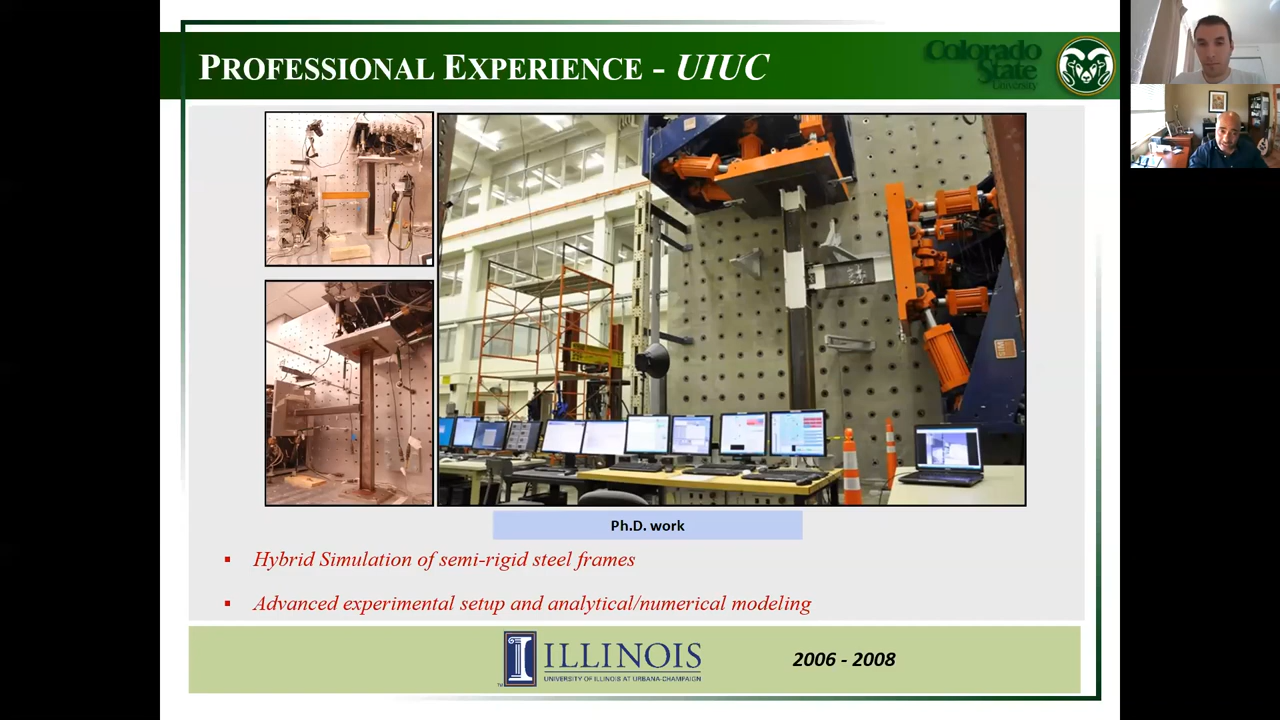 PROFESSIONAL EXPERIENCE - UIUC
Colorado
State
University
Ph.D. work
▪ Hybrid Simulation of semi-rigid steel frames
▪ Advanced experimental setup and analytical/numerical modeling
ILLINOIS
UNIVERSITY OF ILLINOIS AT URBANA-CHAMPAIGN
TM
2006 - 2008